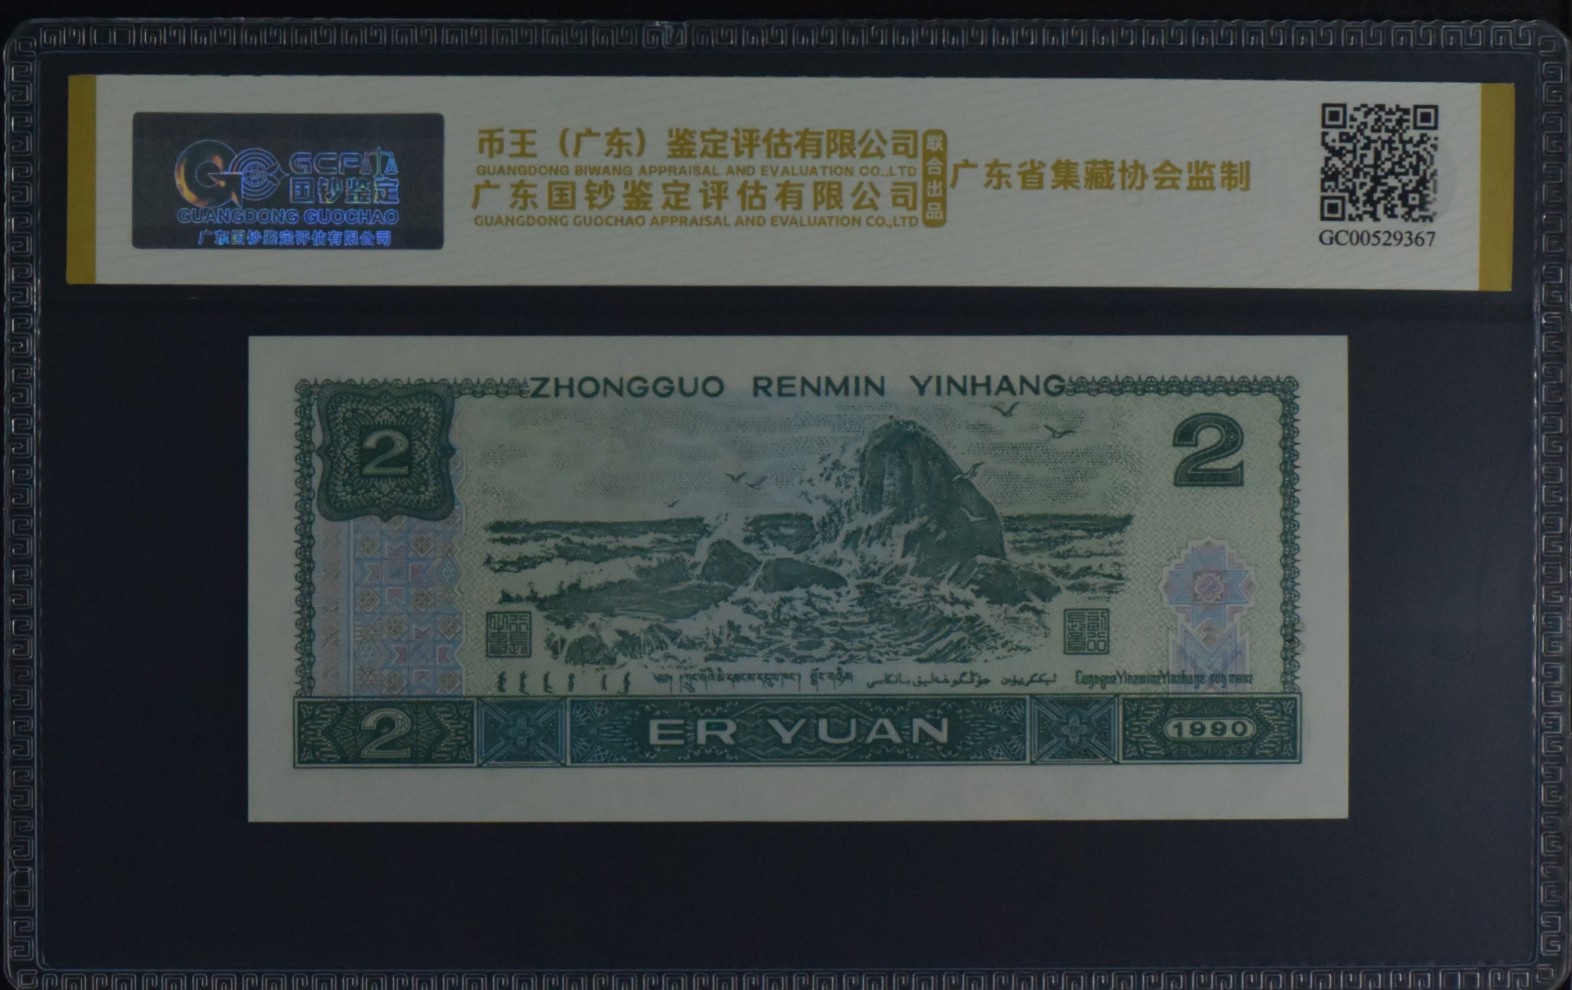 GCPJ
国钞鉴定
GUANGDONG GUOCHAO
广东国钞鉴定评估有限公司
币王（广东）鉴定评估有限公司
GUANGDONG BIWANG APPRAISAL AND EVALUATION CO.,LTD
广东国钞鉴定评估有限公司
GUANGDONG GUOCHAO APPRAISAL AND EVALUATION CO.,LTD
联合出品
广东省集藏协会监制
GC00529367
ZHONGGUO RENMIN YINHANG
2
2
2
ER YUAN
1990